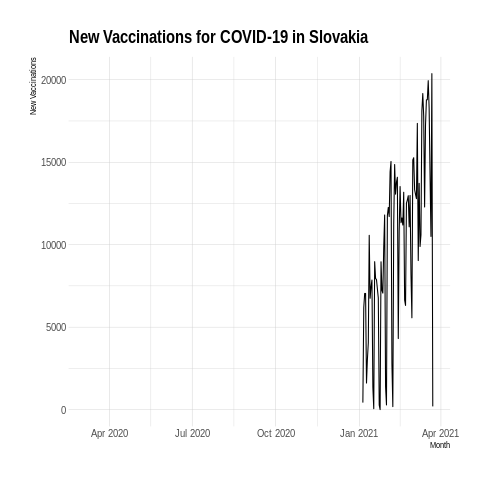 New Vaccinations for COVID-19 in Slovakia
New Vaccinations
20000
15000
10000
5000
0
Apr 2020 Jul 2020 Oct 2020 Jan 2021 Apr 2021
Month